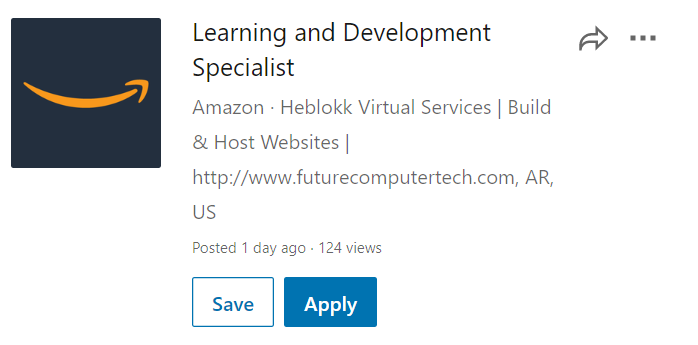 Learning and Development
Specialist
Amazon · Heblokk Virtual Services | Build
& Host Websites |
http://www.futurecomputertech.com, AR,
US
Posted 1 day ago · 124 views
Save Apply